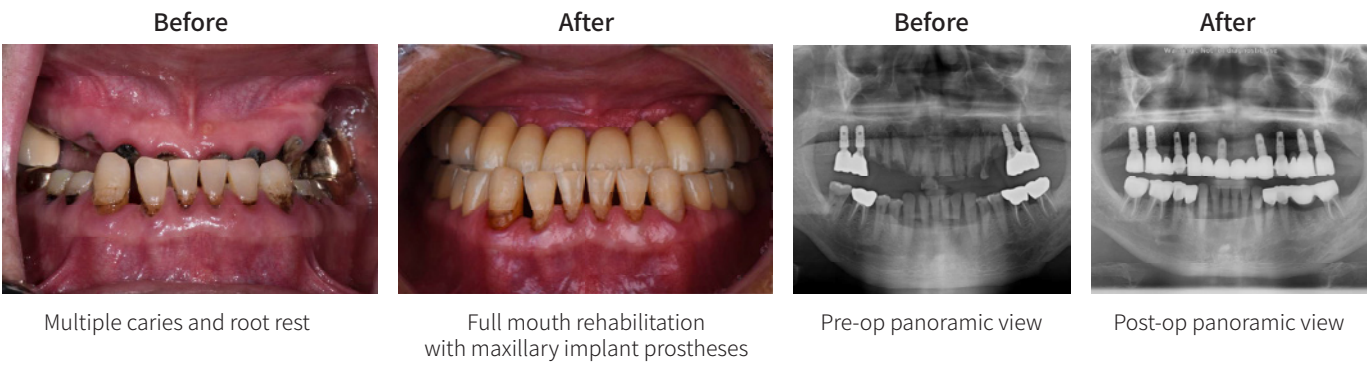 Before
After
Before
After
Multiple caries and root rest
Full mouth rehabilitation
with maxillary implant prostheses
Pre-op panoramic view
Post-op panoramic view